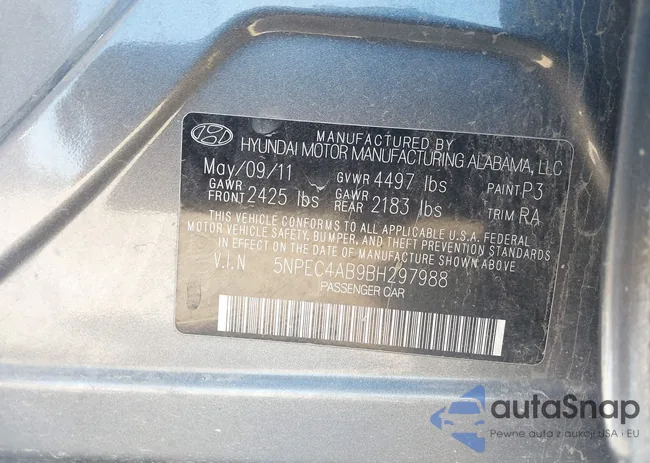 MANUFACTURED BY
HYUNDAI MOTOR MANUFACTURING ALABAMA, LLC
May/09/11 GVWR 4497 lbs PAINT P3
GAWR FRONT 2425 lbs GAWR REAR 2183 lbs TRIM RA
THIS VEHICLE CONFORMS TO ALL APPLICABLE U.S.A. FEDERAL
MOTOR VEHICLE SAFETY, BUMPER, AND THEFT PREVENTION STANDARDS
IN EFFECT ON THE DATE OF MANUFACTURE SHOWN ABOVE.
V.I.N 5NPEC4AB9BH297988
PASSENGER CAR
autaSnap
Pewne auta z aukcji USA i EU